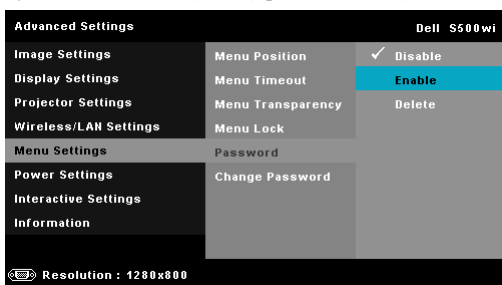 Advanced Settings Dell S500wi
Image Settings
Display Settings
Projector Settings
Wireless/LAN Settings
Menu Settings
Power Settings
Interactive Settings
Information
Menu Position
Menu Timeout
Menu Transparency
Menu Lock
Password
Change Password
✓ Disable
Enable
Delete
Resolution : 1280x800